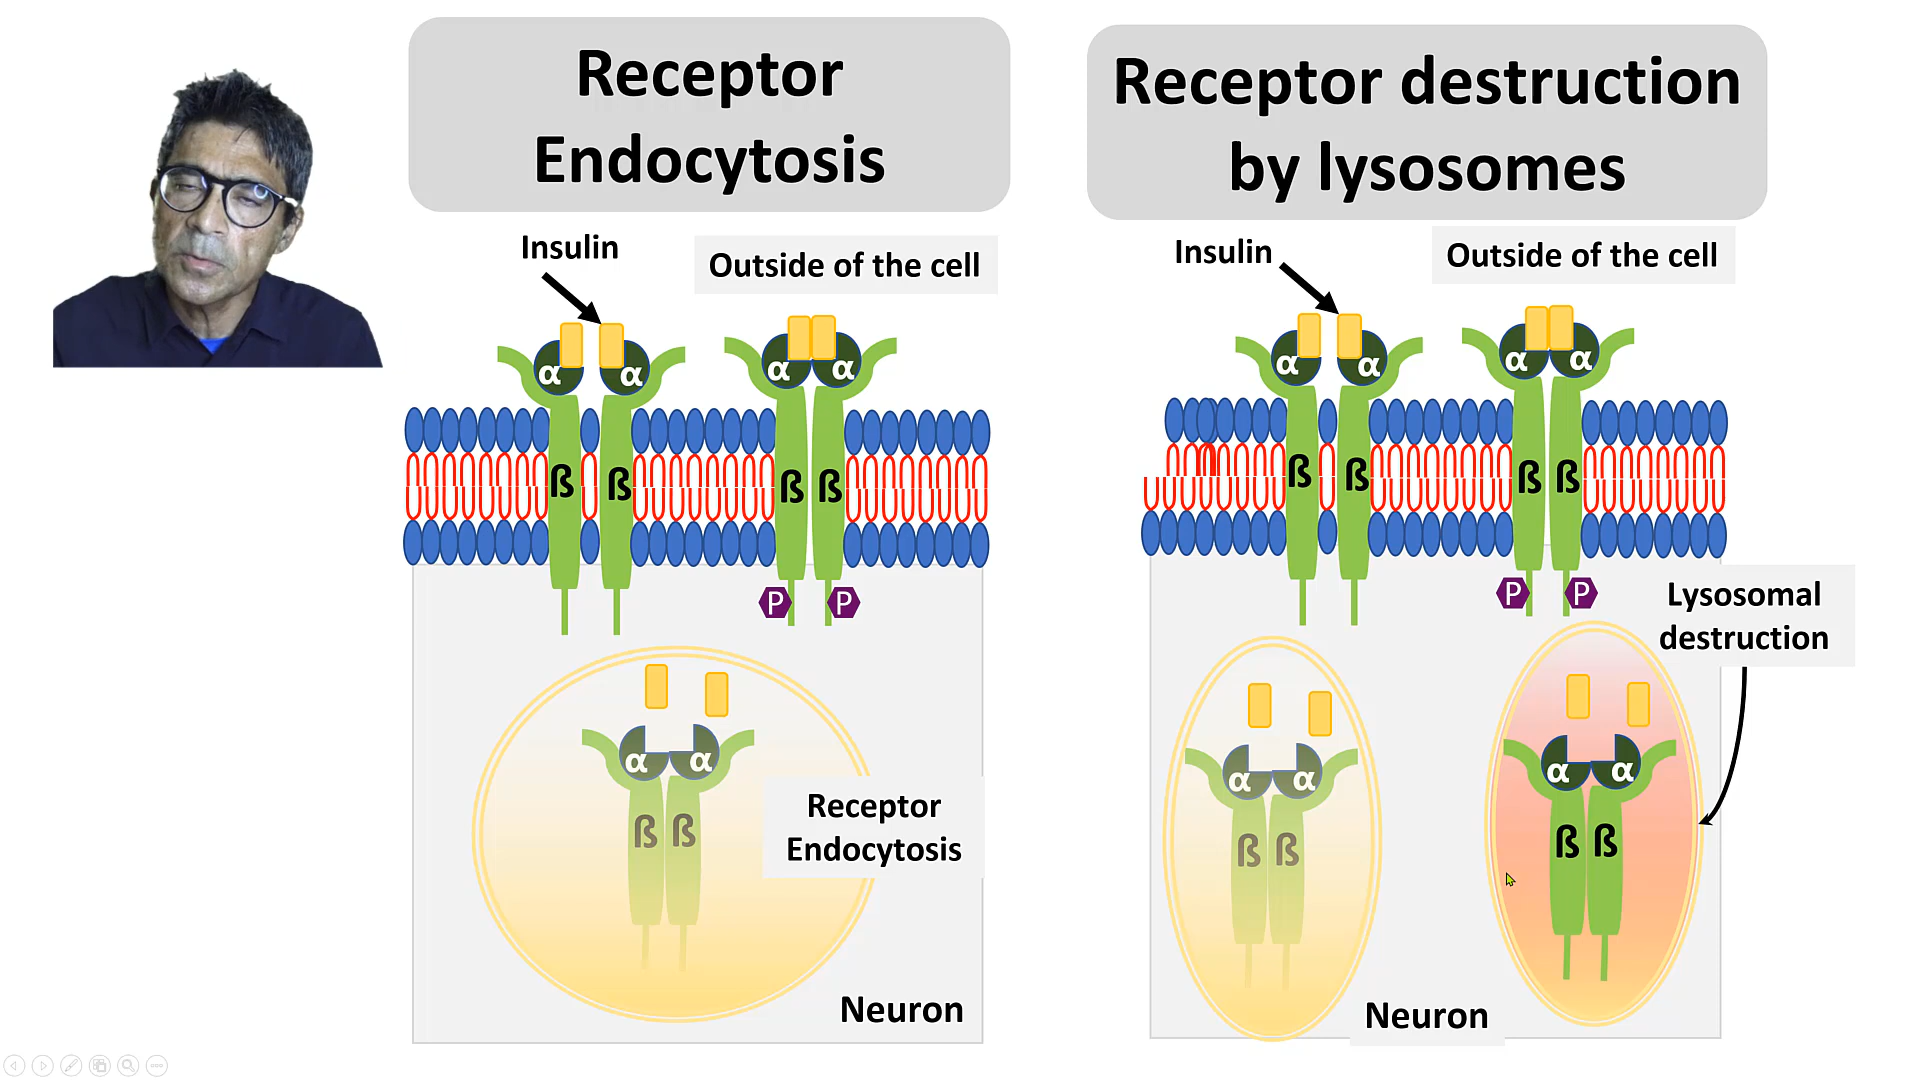 Receptor
Endocytosis
Insulin
Outside of the cell
α α α α
ß ß ß ß
P P
α α
ß ß
Receptor
Endocytosis
Neuron
Receptor destruction
by lysosomes
Insulin
Outside of the cell
α α α α
ß ß ß ß
P P
Lysosomal
destruction
α α α α
ß ß ß ß
Neuron